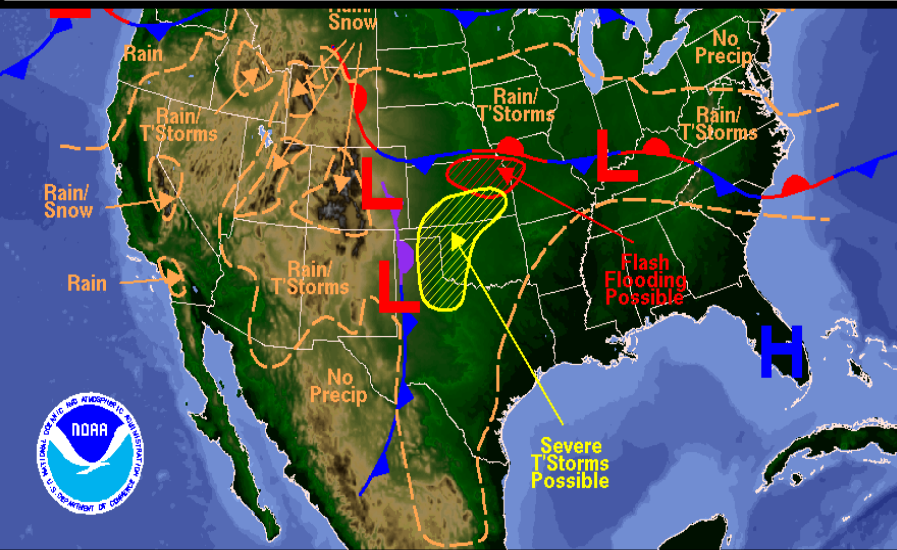 Rain/
Snow
Rain
No
Precip
Rain/
T'Storms
Rain/
T'Storms
Rain/
T'Storms
L
L
Rain/
Snow
Flash
Flooding
Possible
Rain
Rain/
T'Storms
L
H
No
Precip
Severe
T'Storms
Possible
NATIONAL OCEANIC AND ATMOSPHERIC ADMINISTRATION
NOAA
U.S. DEPARTMENT OF COMMERCE